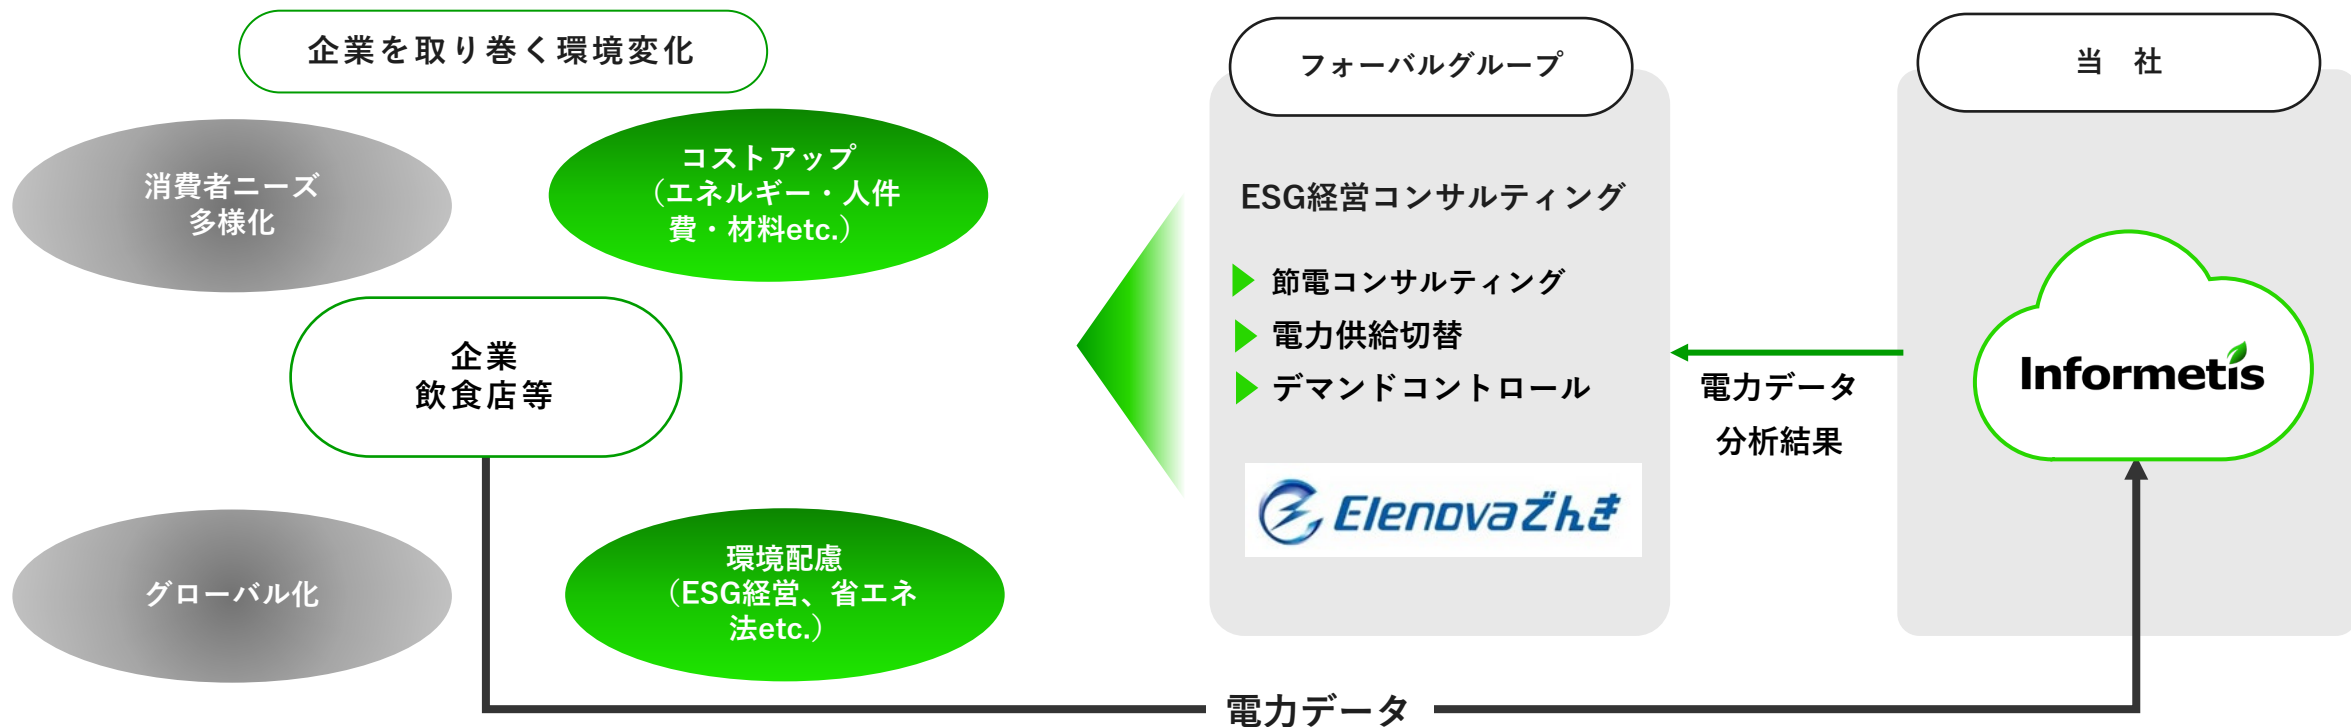 企業を取り巻く環境変化
消費者ニーズ
多様化
コストアップ
（エネルギー・人件
費・材料etc.）
企業
飲食店等
グローバル化
環境配慮
（ESG経営、省エネ
法etc.）
フォーバルグループ
ESG経営コンサルティング
節電コンサルティング
電力供給切替
デマンドコントロール
Elenovaでんき
電力データ
分析結果
当　社
Informetis
電力データ